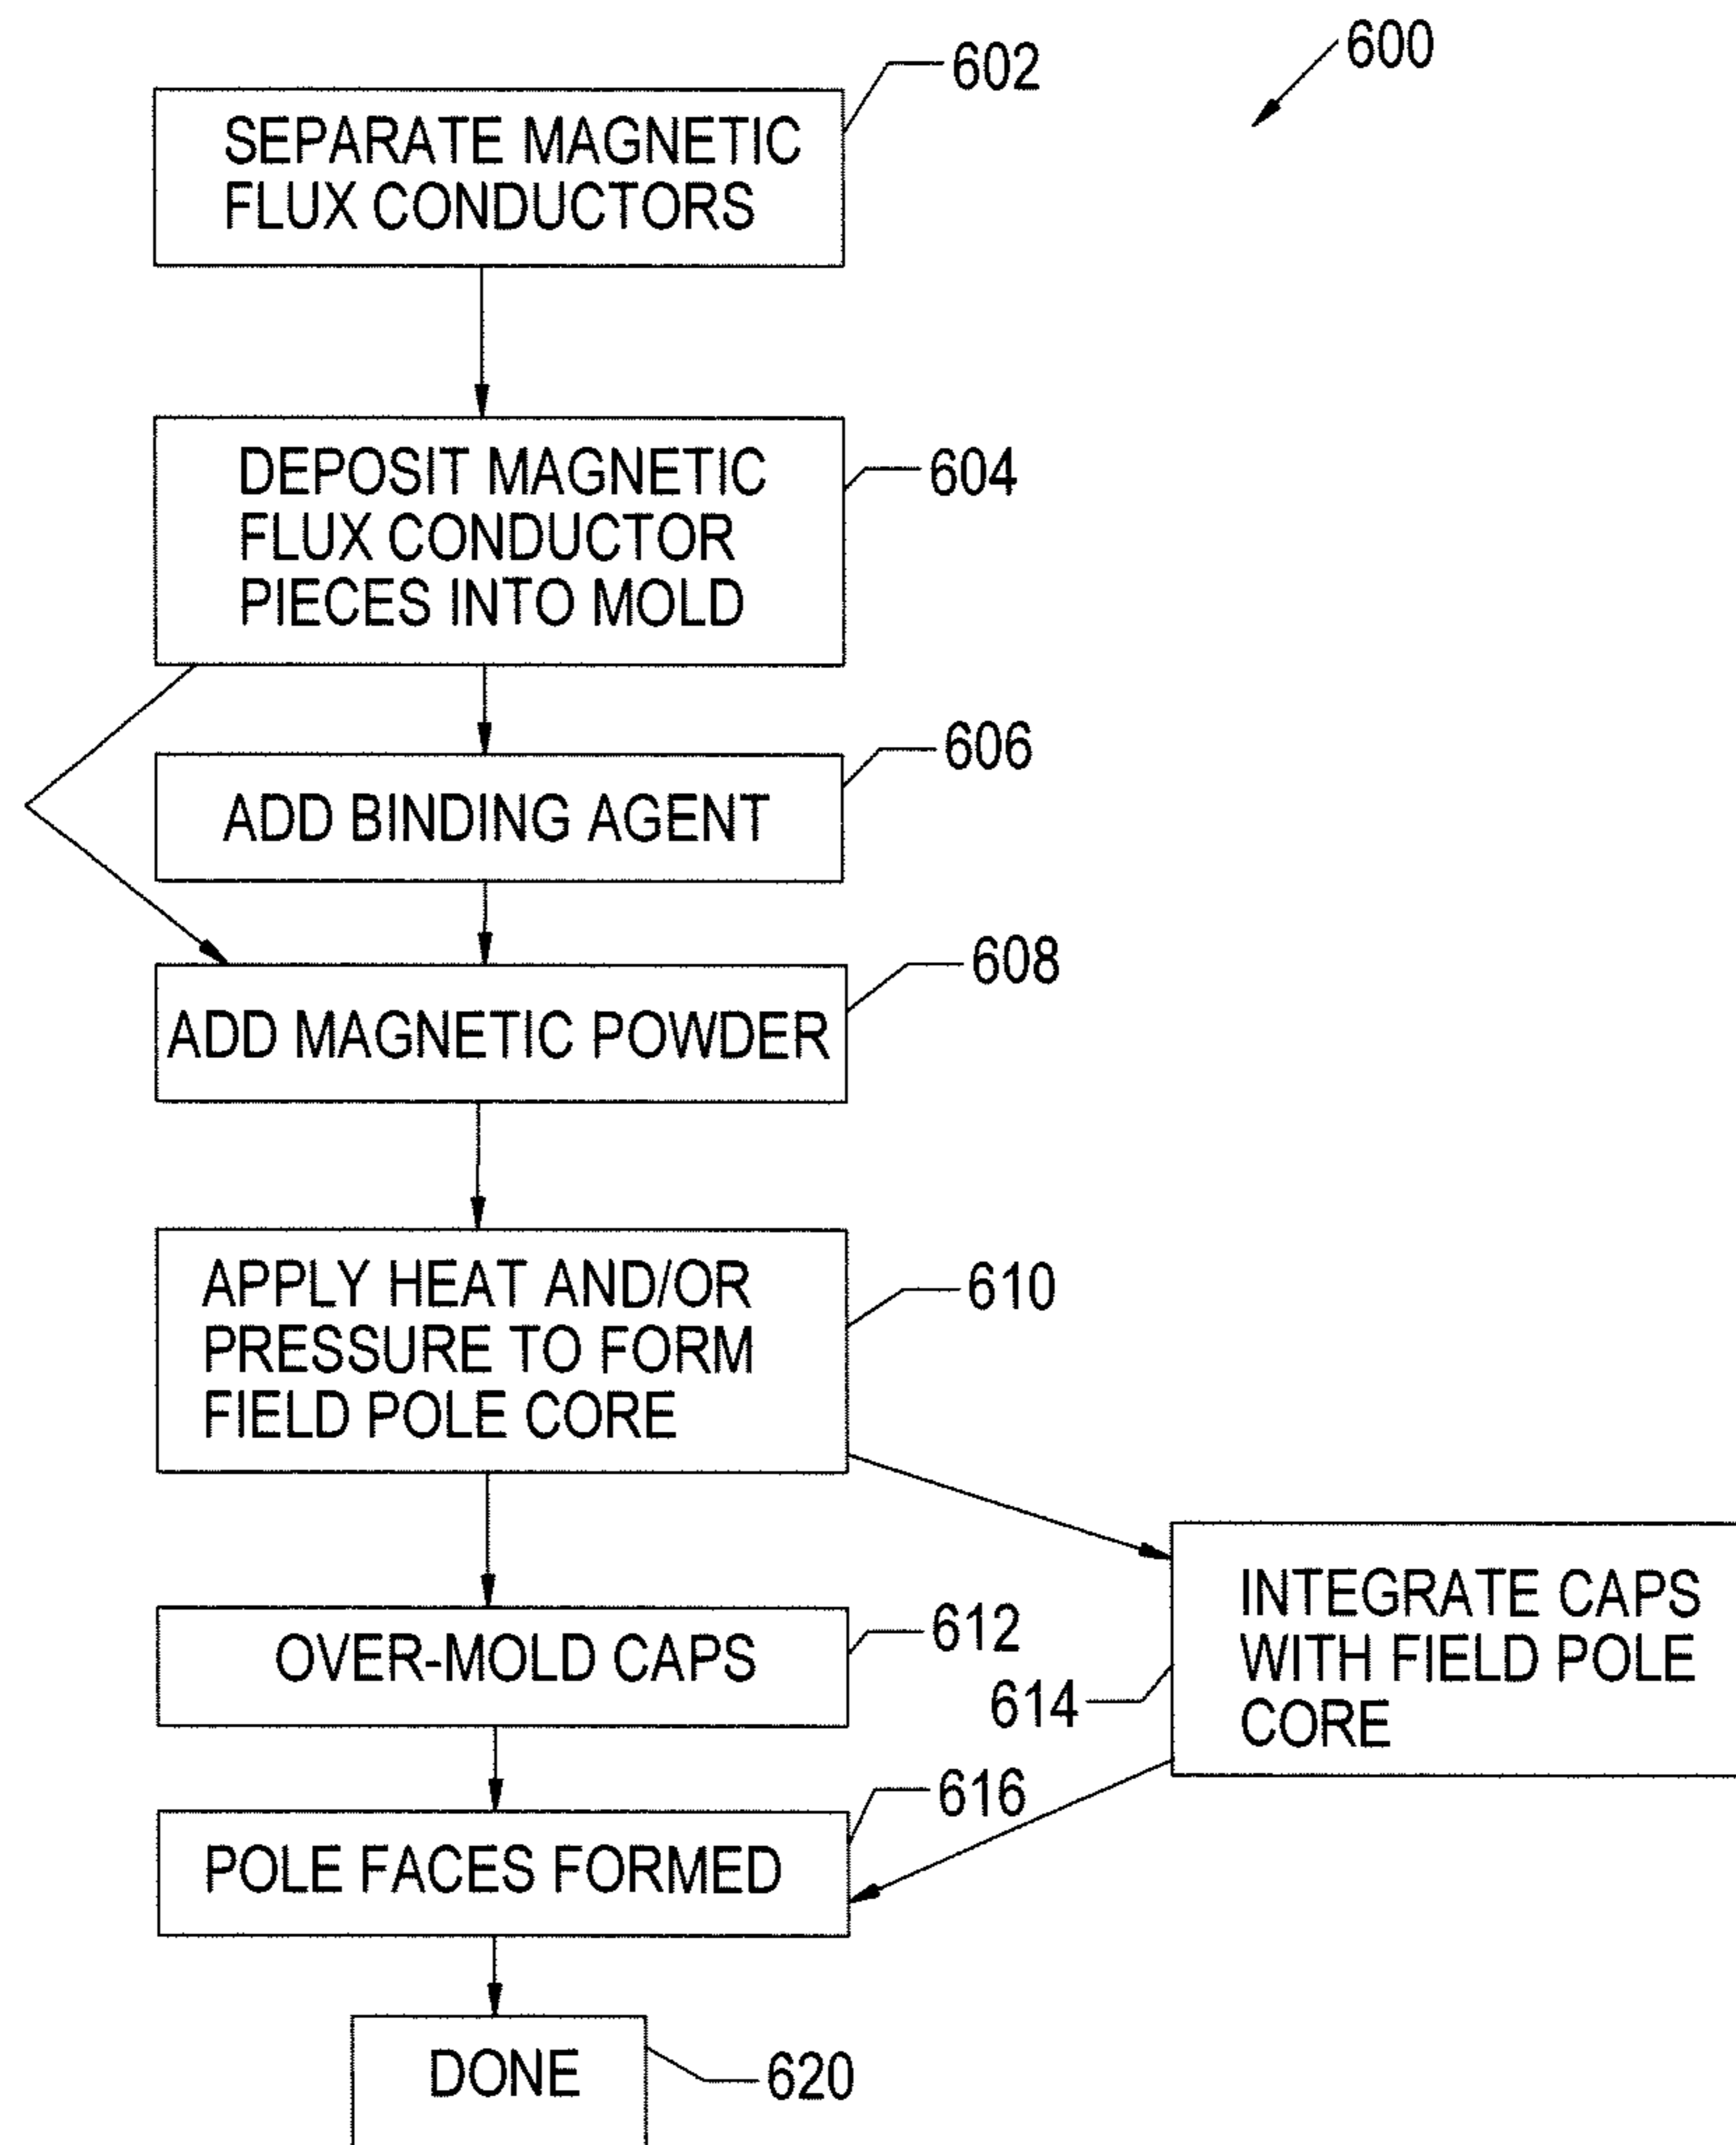 600
602
SEPARATE MAGNETIC
FLUX CONDUCTORS
604
DEPOSIT MAGNETIC
FLUX CONDUCTOR
PIECES INTO MOLD
606
ADD BINDING AGENT
608
ADD MAGNETIC POWDER
610
APPLY HEAT AND/OR
PRESSURE TO FORM
FIELD POLE CORE
612
OVER-MOLD CAPS
614
INTEGRATE CAPS
WITH FIELD POLE
CORE
616
POLE FACES FORMED
DONE
620